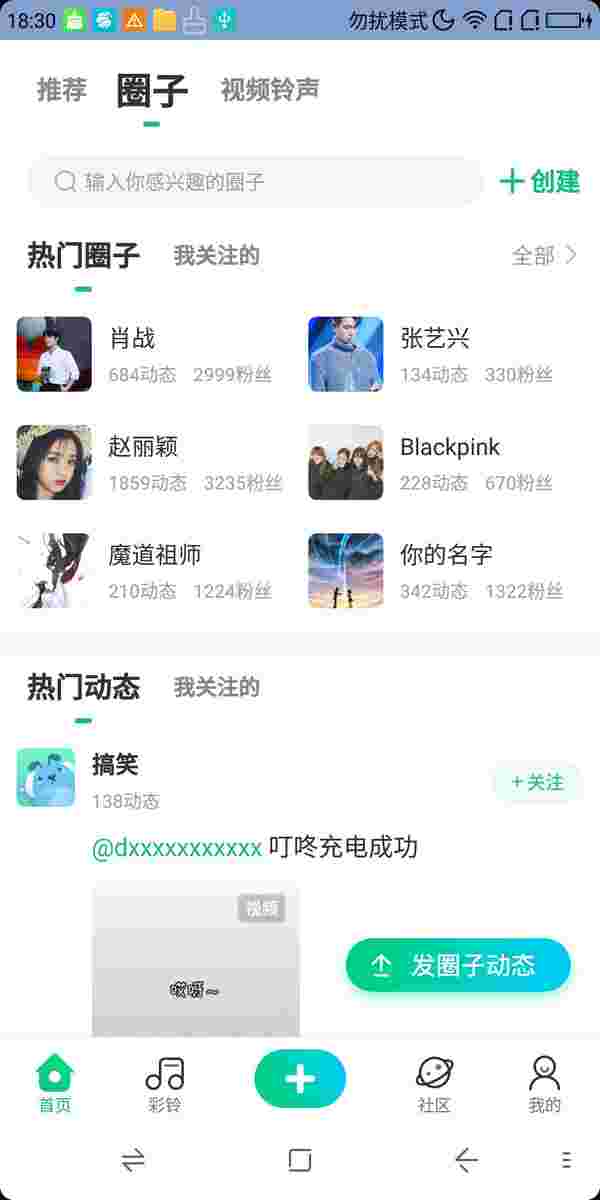 18:30 勿扰模式
推荐 圈子 视频铃声
输入你感兴趣的圈子 创建
热门圈子 我关注的 全部
肖战 张艺兴
684动态 2999粉丝 134动态 330粉丝
赵丽颖 Blackpink
1859动态 3235粉丝 228动态 670粉丝
魔道祖师 你的名字
210动态 1224粉丝 342动态 1322粉丝
热门动态 我关注的
搞笑
138动态
+关注
@dxxxxxxxxxxx 叮咚充电成功
视频
哎呀~
发圈子动态
首页 彩铃 社区 我的